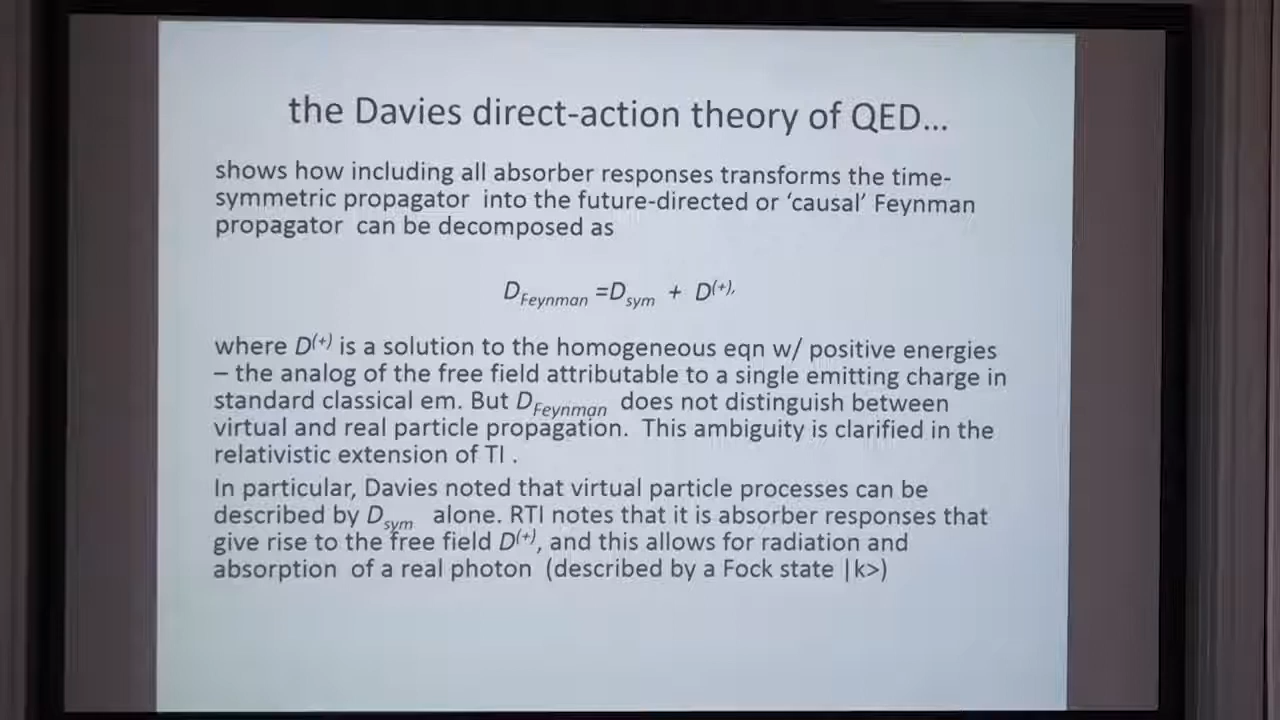 the Davies direct-action theory of QED...
shows how including all absorber responses transforms the time-
symmetric propagator into the future-directed or ‘causal’ Feynman
propagator can be decomposed as
D_Feynman =D_sym + D^(+),
where D^(+) is a solution to the homogeneous eqn w/ positive energies
– the analog of the free field attributable to a single emitting charge in
standard classical em. But D_Feynman does not distinguish between
virtual and real particle propagation. This ambiguity is clarified in the
relativistic extension of TI .
In particular, Davies noted that virtual particle processes can be
described by D_sym alone. RTI notes that it is absorber responses that
give rise to the free field D^(+), and this allows for radiation and
absorption of a real photon (described by a Fock state |k>)